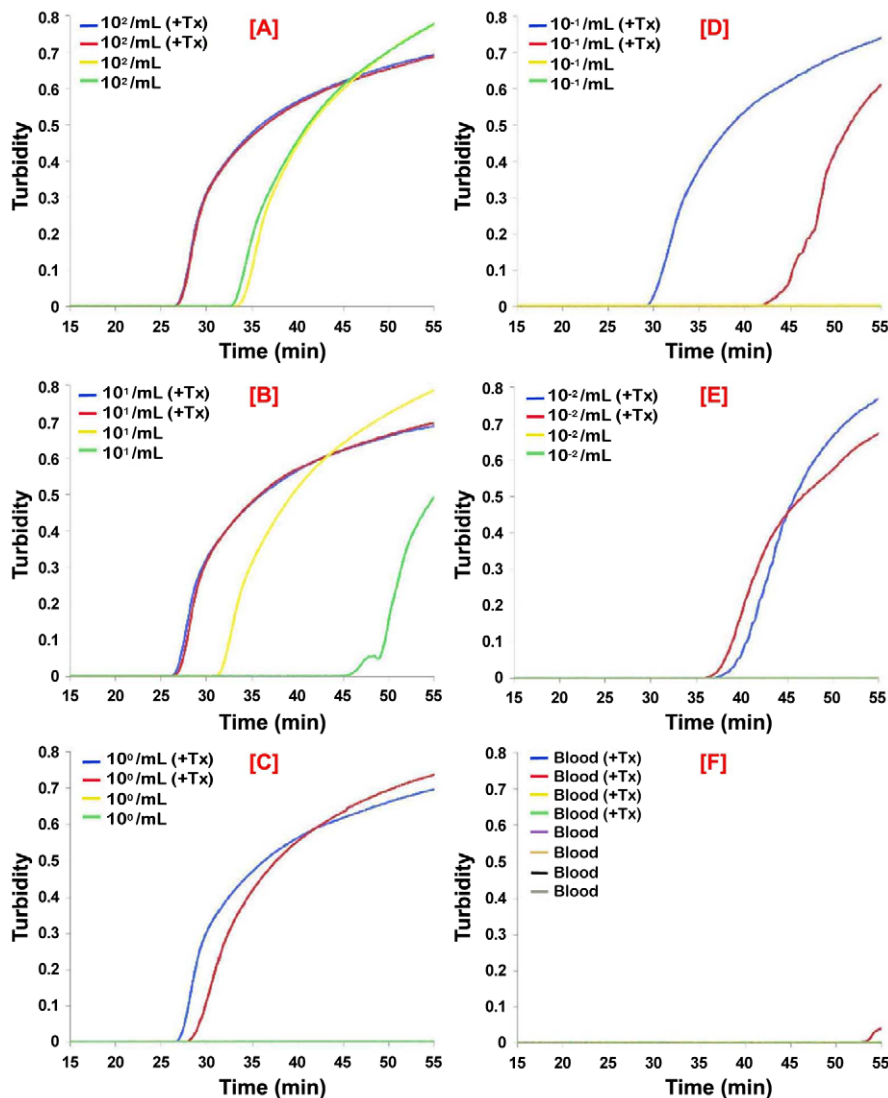 [A]
10²/mL (+Tx)
10²/mL (+Tx)
10²/mL
10²/mL
Turbidity
0.8
0.7
0.6
0.5
0.4
0.3
0.2
0.1
0
15 20 25 30 35 40 45 50 55
Time (min)
[D]
10⁻¹/mL (+Tx)
10⁻¹/mL (+Tx)
10⁻¹/mL
10⁻¹/mL
Turbidity
0.8
0.7
0.6
0.5
0.4
0.3
0.2
0.1
0
15 20 25 30 35 40 45 50 55
Time (min)
[B]
10¹/mL (+Tx)
10¹/mL (+Tx)
10¹/mL
10¹/mL
Turbidity
0.8
0.7
0.6
0.5
0.4
0.3
0.2
0.1
0
15 20 25 30 35 40 45 50 55
Time (min)
[E]
10⁻²/mL (+Tx)
10⁻²/mL (+Tx)
10⁻²/mL
10⁻²/mL
Turbidity
0.8
0.7
0.6
0.5
0.4
0.3
0.2
0.1
0
15 20 25 30 35 40 45 50 55
Time (min)
[C]
10⁰/mL (+Tx)
10⁰/mL (+Tx)
10⁰/mL
10⁰/mL
Turbidity
0.8
0.7
0.6
0.5
0.4
0.3
0.2
0.1
0
15 20 25 30 35 40 45 50 55
Time (min)
[F]
Blood (+Tx)
Blood (+Tx)
Blood (+Tx)
Blood (+Tx)
Blood
Blood
Blood
Blood
Turbidity
0.8
0.7
0.6
0.5
0.4
0.3
0.2
0.1
0
15 20 25 30 35 40 45 50 55
Time (min)